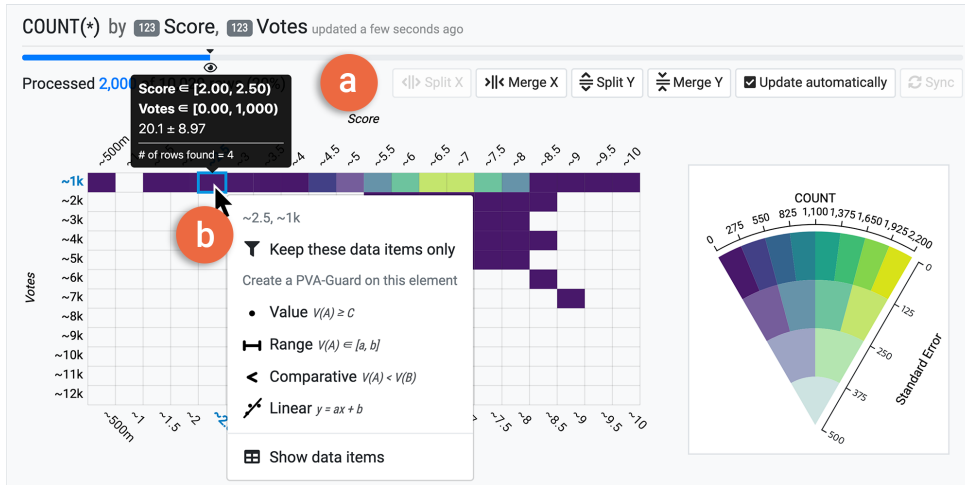 COUNT(*) by 123 Score, 123 Votes updated a few seconds ago
Processed 2,000
a
Split X
Merge X
Split Y
Merge Y
Update automatically
Sync
Score ∈ [2.00, 2.50)
Votes ∈ [0.00, 1,000)
20.1 ± 8.97
# of rows found = 4
Score
~500m ~4 ~4.5 ~5 ~5.5 ~6 ~6.5 ~7 ~7.5 ~8 ~8.5 ~9 ~9.5 ~10
Votes
~1k
~2k
~3k
~4k
~5k
~6k
~7k
~8k
~9k
~10k
~11k
~12k
~500m ~1 ~1.5 ~2 ~7.5 ~8 ~8.5 ~9 ~9.5 ~10
b
~2.5, ~1k
Keep these data items only
Create a PVA-Guard on this element
Value V(A) ≥ C
Range V(A) ∈ [a, b]
Comparative V(A) < V(B)
Linear y = ax + b
Show data items
COUNT
0 275 550 825 1,100 1,375 1,650 1,925 2,200
0
125
250
375
500
Standard Error